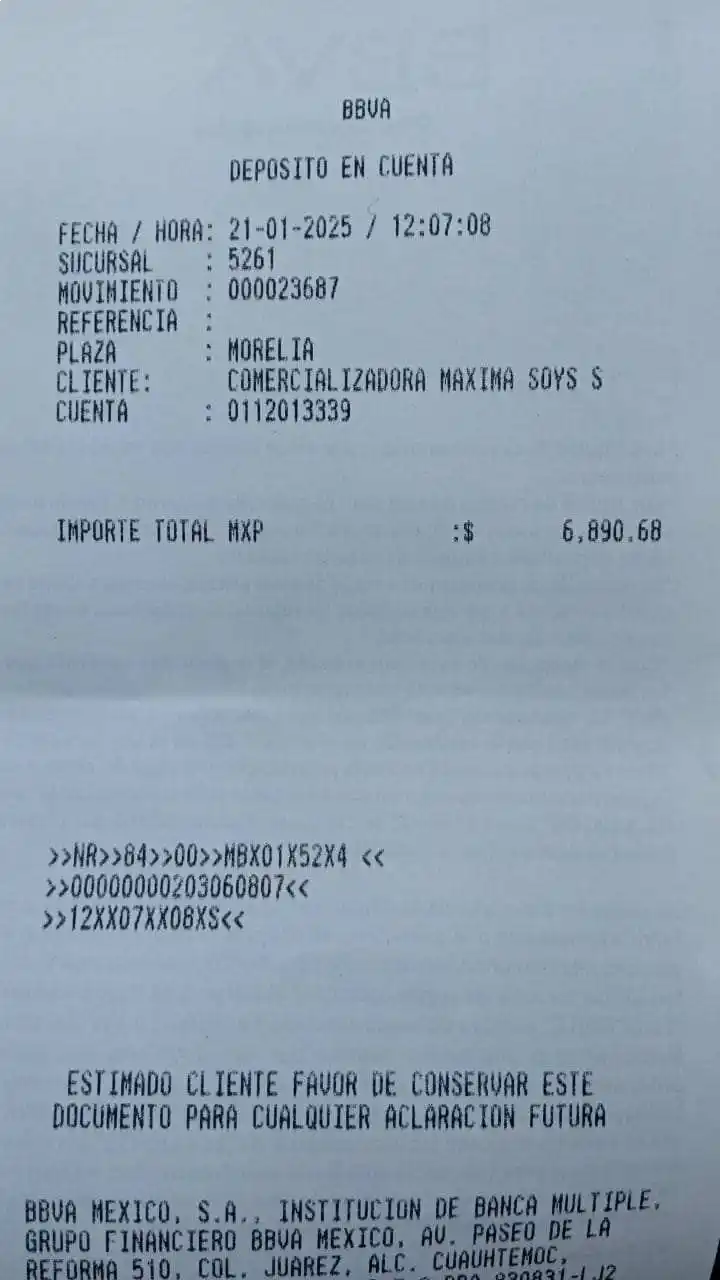 BBVA
DEPOSITO EN CUENTA
FECHA / HORA: 21-01-2025 / 12:07:08
SUCURSAL : 5261
MOVIMIENTO : 000023687
REFERENCIA :
PLAZA : MORELIA
CLIENTE: COMERCIALIZADORA MAXIMA SOYS S
CUENTA : 0112013339
IMPORTE TOTAL MXP :$ 6,890.68
>>NR>>84>>00>>MBX01X52X4 <<
>>00000000203060807<<
>>12XX07XX08XS<<
ESTIMADO CLIENTE FAVOR DE CONSERVAR ESTE
DOCUMENTO PARA CUALQUIER ACLARACION FUTURA
BBVA MEXICO, S.A., INSTITUCION DE BANCA MULTIPLE,
GRUPO FINANCIERO BBVA MEXICO, AV. PASEO DE LA
REFORMA 510, COL. JUAREZ, ALC. CUAUHTEMOC,